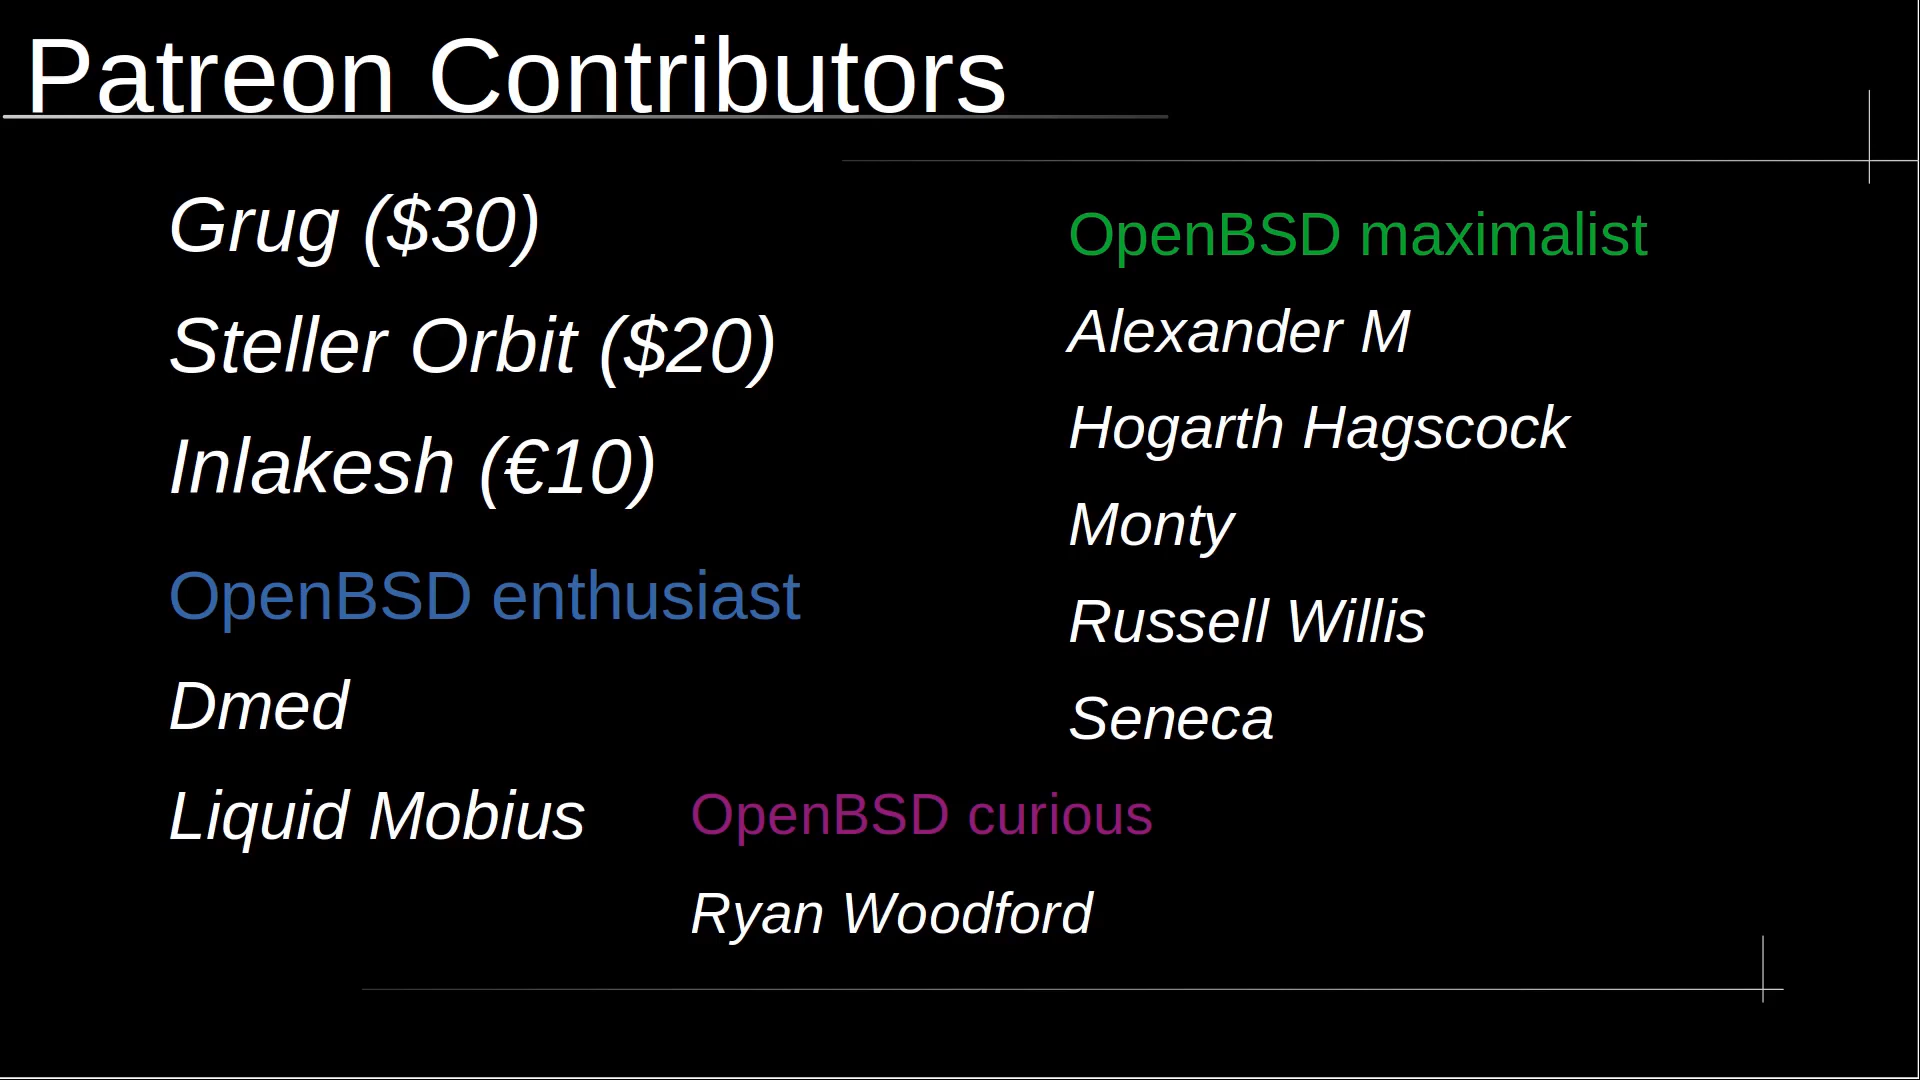 Patreon Contributors
Grug ($30)
Steller Orbit ($20)
Inlakesh (€10)
OpenBSD enthusiast
Dmed
Liquid Mobius
OpenBSD maximalist
Alexander M
Hogarth Hagscock
Monty
Russell Willis
Seneca
OpenBSD curious
Ryan Woodford